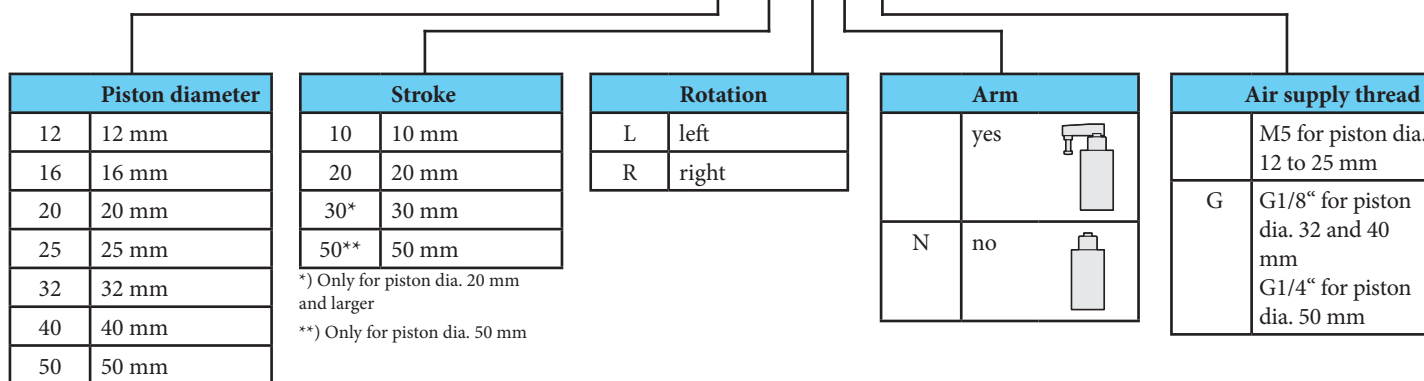 Piston diameter
12 12 mm
16 16 mm
20 20 mm
25 25 mm
32 32 mm
40 40 mm
50 50 mm
Stroke
10 10 mm
20 20 mm
30* 30 mm
50** 50 mm
*) Only for piston dia. 20 mm
and larger
**) Only for piston dia. 50 mm
Rotation
L left
R right
Arm
yes
N no
Air supply thread
M5 for piston dia.
12 to 25 mm
G G1/8“ for piston
dia. 32 and 40
mm
G1/4“ for piston
dia. 50 mm